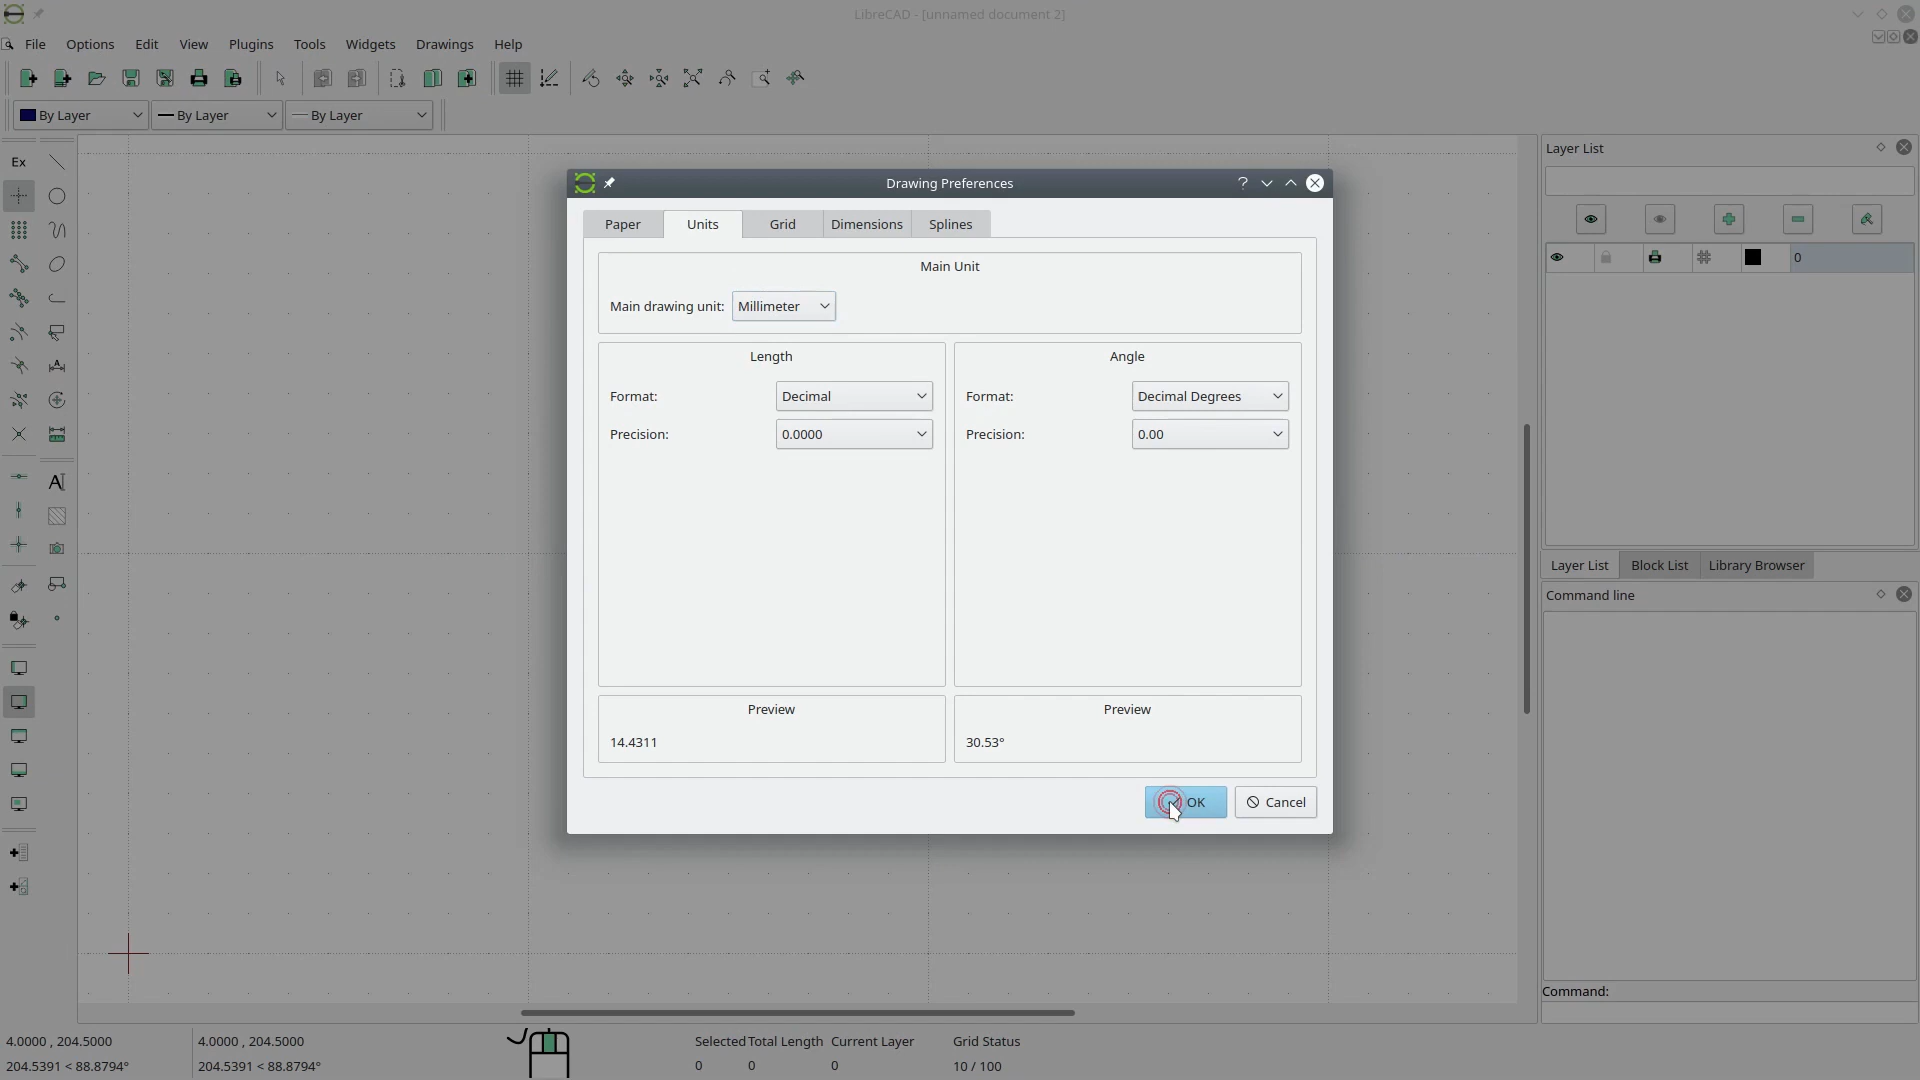 LibreCAD - [unnamed document 2]
File Options Edit View Plugins Tools Widgets Drawings Help
By Layer By Layer By Layer
Ex
A
Layer List
0
Layer List Block List Library Browser
Command line
Command:
Drawing Preferences
?
Paper Units Grid Dimensions Splines
Main Unit
Main drawing unit: Millimeter
Length
Format: Decimal
Precision: 0.0000
Angle
Format: Decimal Degrees
Precision: 0.00
Preview
14.4311
Preview
30.53°
OK Cancel
4.0000 , 204.5000
204.5391 < 88.8794°
4.0000 , 204.5000
204.5391 < 88.8794°
Selected Total Length Current Layer Grid Status
0 0 0 10 / 100